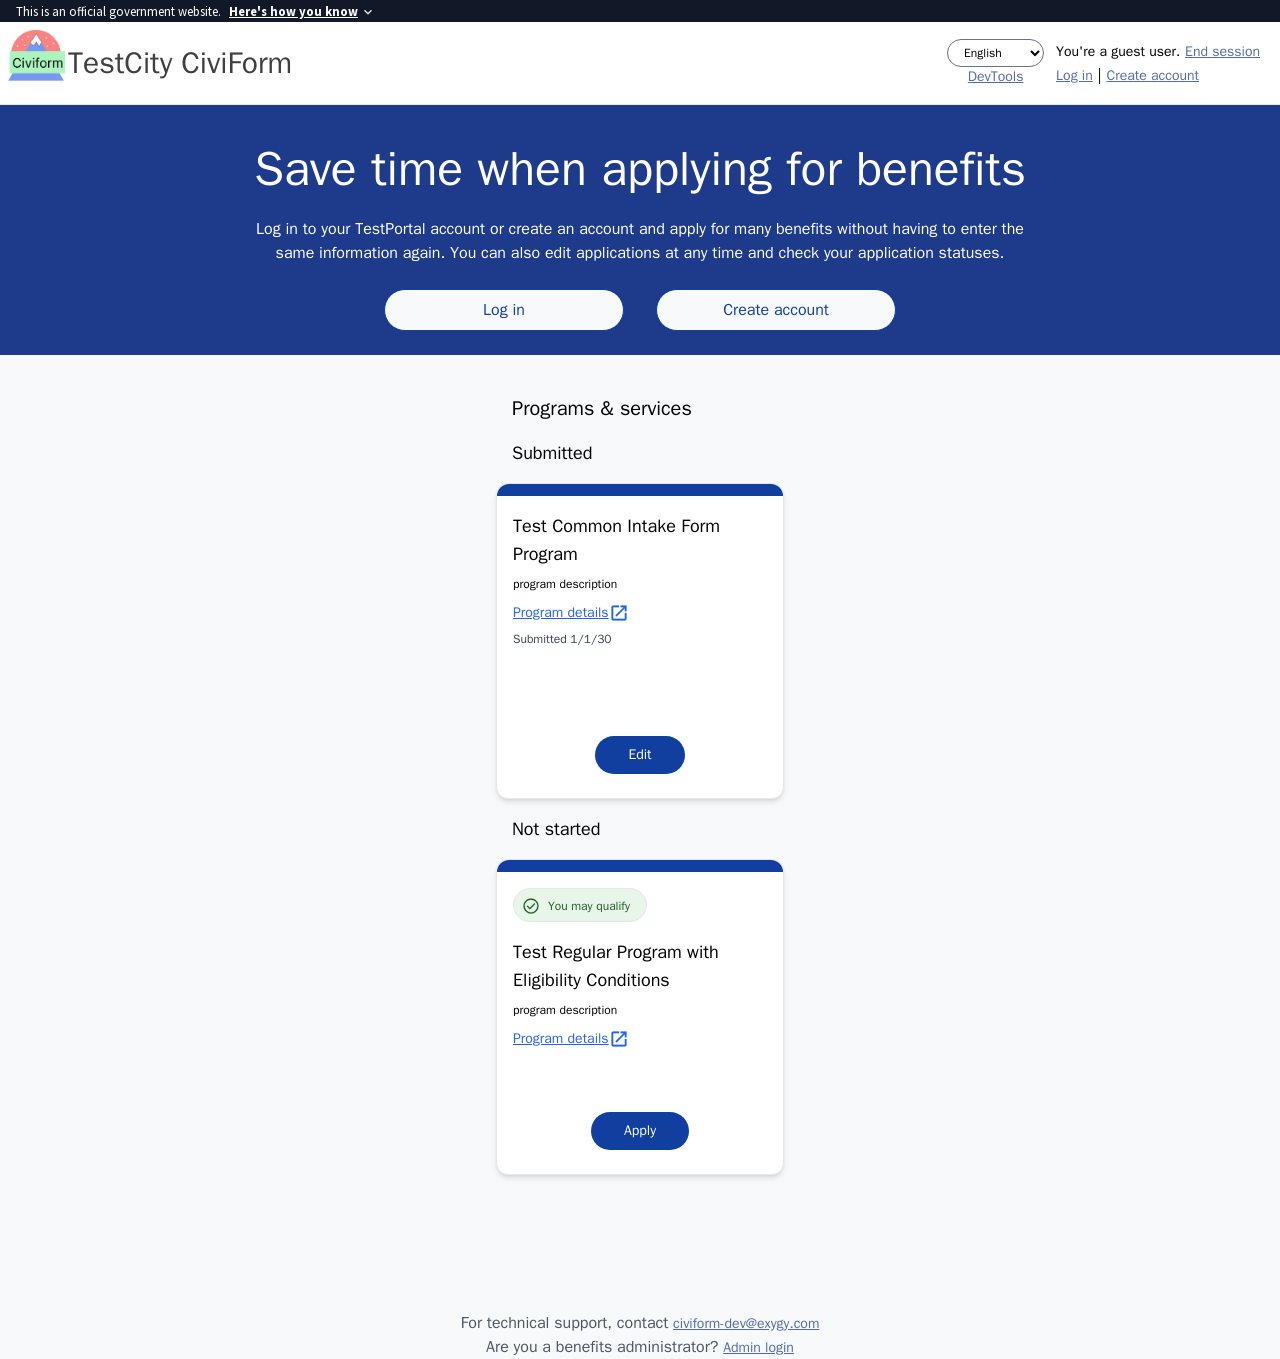 This is an official government website. Here's how you know
Civiform
TestCity CiviForm
English
DevTools
You're a guest user. End session
Log in | Create account
Save time when applying for benefits
Log in to your TestPortal account or create an account and apply for many benefits without having to enter the
same information again. You can also edit applications at any time and check your application statuses.
Log in
Create account
Programs & services
Submitted
Test Common Intake Form
Program
program description
Program details
Submitted 1/1/30
Edit
Not started
You may qualify
Test Regular Program with
Eligibility Conditions
program description
Program details
Apply
For technical support, contact civiform-dev@exygy.com
Are you a benefits administrator? Admin login